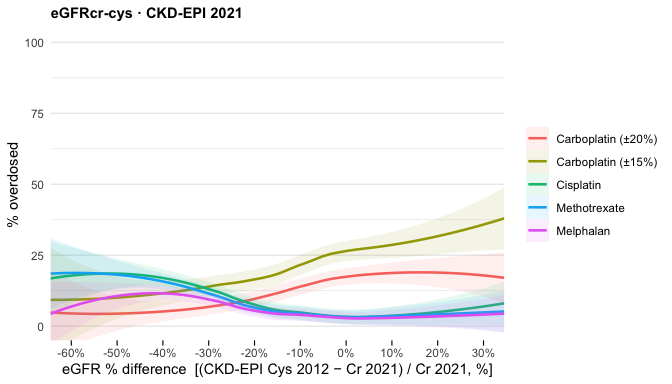 eGFRcr-cys · CKD-EPI 2021
100
75
50
25
0
% overdosed
-60% -50% -40% -30% -20% -10% 0% 10% 20% 30%
eGFR % difference [(CKD-EPI Cys 2012 − Cr 2021) / Cr 2021, %]
Carboplatin (±20%)
Carboplatin (±15%)
Cisplatin
Methotrexate
Melphalan